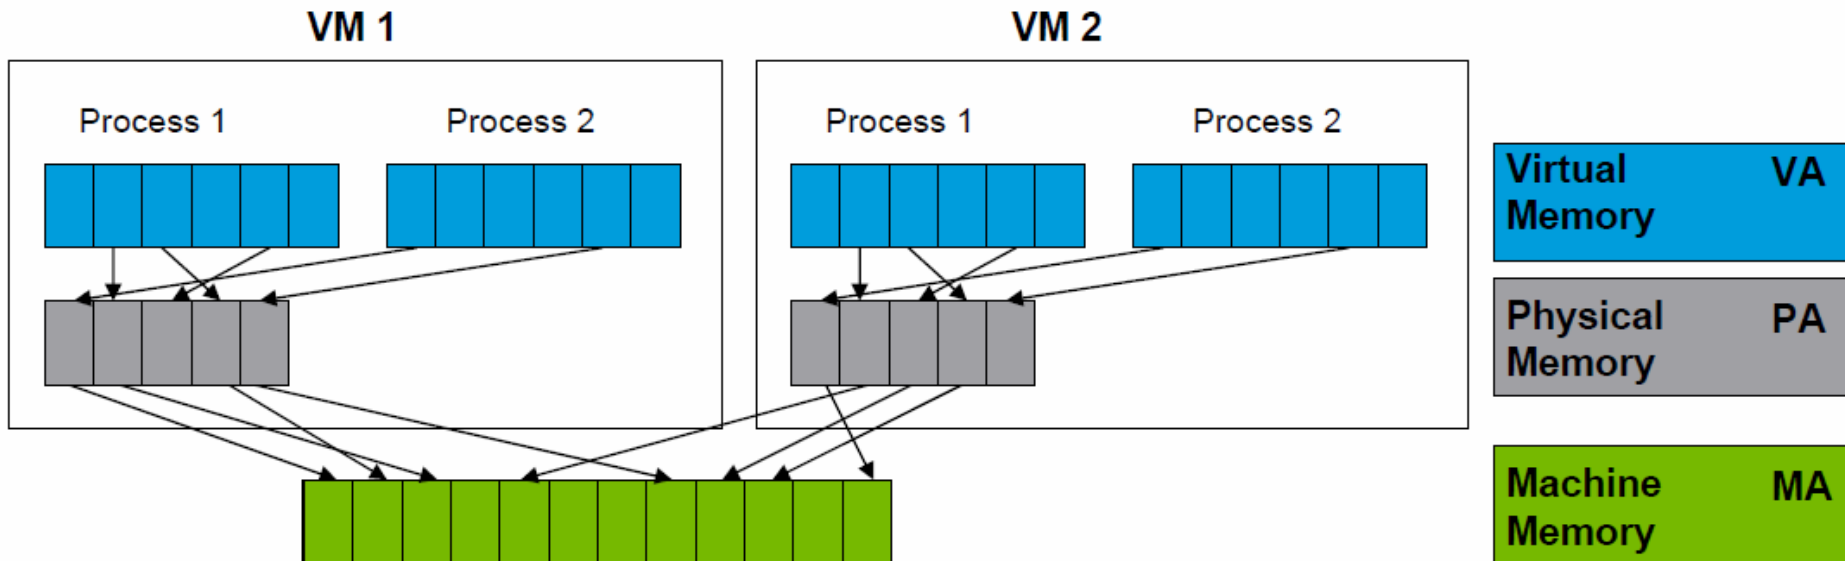 VM 1
VM 2
Process 1
Process 2
Process 1
Process 2
Virtual VA
Memory
Physical PA
Memory
Machine MA
Memory